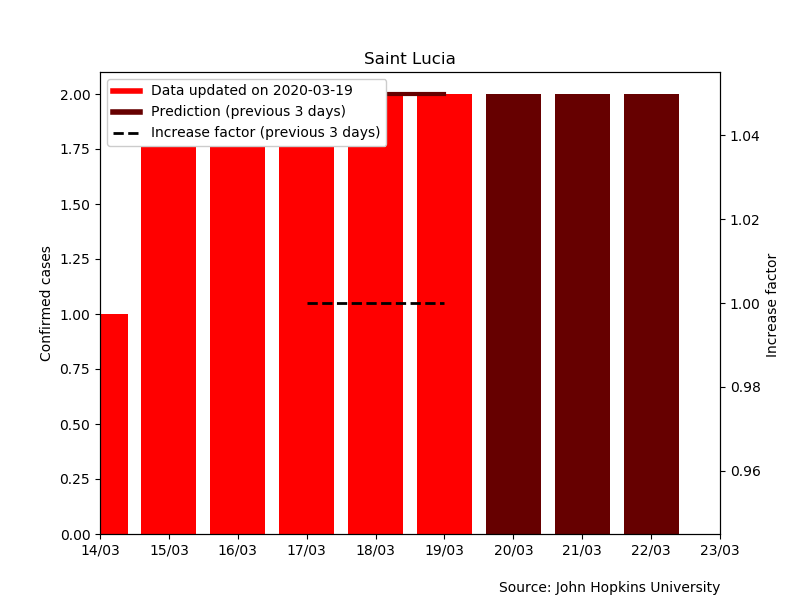 Saint Lucia
Data updated on 2020-03-19
Prediction (previous 3 days)
Increase factor (previous 3 days)
Confirmed cases
2.00
1.75
1.50
1.25
1.00
0.75
0.50
0.25
0.00
1.04
1.02
1.00
0.98
0.96
Increase factor
14/03 15/03 16/03 17/03 18/03 19/03 20/03 21/03 22/03 23/03
Source: John Hopkins University